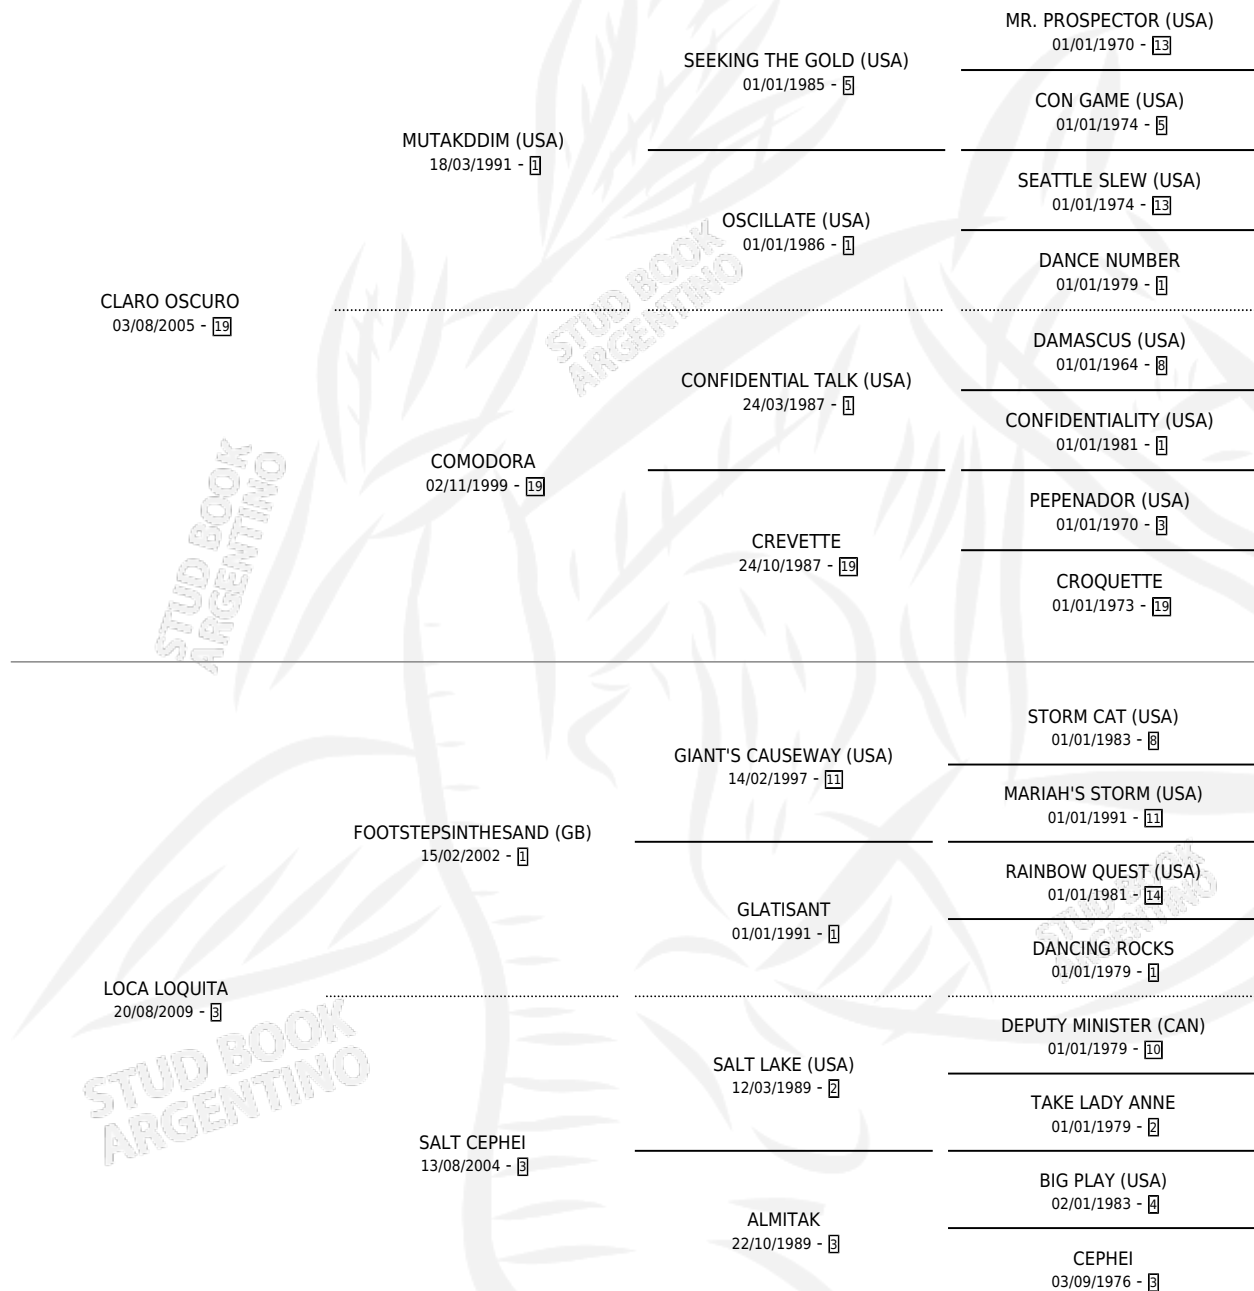 MR. PROSPECTOR (USA)
01/01/1970 - 13
SEEKING THE GOLD (USA)
01/01/1985 - 5
CON GAME (USA)
01/01/1974 - 5
MUTAKDDIM (USA)
18/03/1991 - 1
SEATTLE SLEW (USA)
01/01/1974 - 13
OSCILLATE (USA)
01/01/1986 - 1
DANCE NUMBER
01/01/1979 - 1
CLARO OSCURO
03/08/2005 - 19
DAMASCUS (USA)
01/01/1964 - 8
CONFIDENTIAL TALK (USA)
24/03/1987 - 1
CONFIDENTIALITY (USA)
01/01/1981 - 1
COMODORA
02/11/1999 - 19
PEPENADOR (USA)
01/01/1970 - 3
CREVETTE
24/10/1987 - 19
CROQUETTE
01/01/1973 - 19
STORM CAT (USA)
01/01/1983 - 8
GIANT'S CAUSEWAY (USA)
14/02/1997 - 11
MARIAH'S STORM (USA)
01/01/1991 - 11
FOOTSTEPSINTHESAND (GB)
15/02/2002 - 1
RAINBOW QUEST (USA)
01/01/1981 - 14
GLATISANT
01/01/1991 - 1
DANCING ROCKS
01/01/1979 - 1
LOCA LOQUITA
20/08/2009 - 3
DEPUTY MINISTER (CAN)
01/01/1979 - 10
SALT LAKE (USA)
12/03/1989 - 2
TAKE LADY ANNE
01/01/1979 - 2
SALT CEPHEI
13/08/2004 - 3
BIG PLAY (USA)
02/01/1983 - 4
ALMITAK
22/10/1989 - 3
CEPHEI
03/09/1976 - 3
STUD BOOK
ARGENTINO
STUD BOOK
ARGENTINO
STUD BOOK
ARGENTINO
STUD BOOK
ARGENTINO